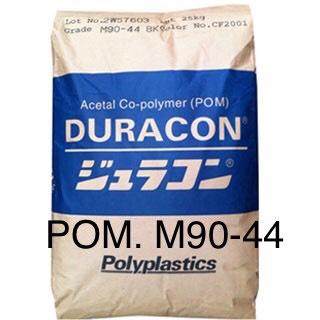 Lot No.2W57603 Net 25kg
Grade M90-44 BK Color No.CF2001
Acetal Co-polymer (POM)
DURACON®
ジュラコン®
POM. M90-44
Polyplastics